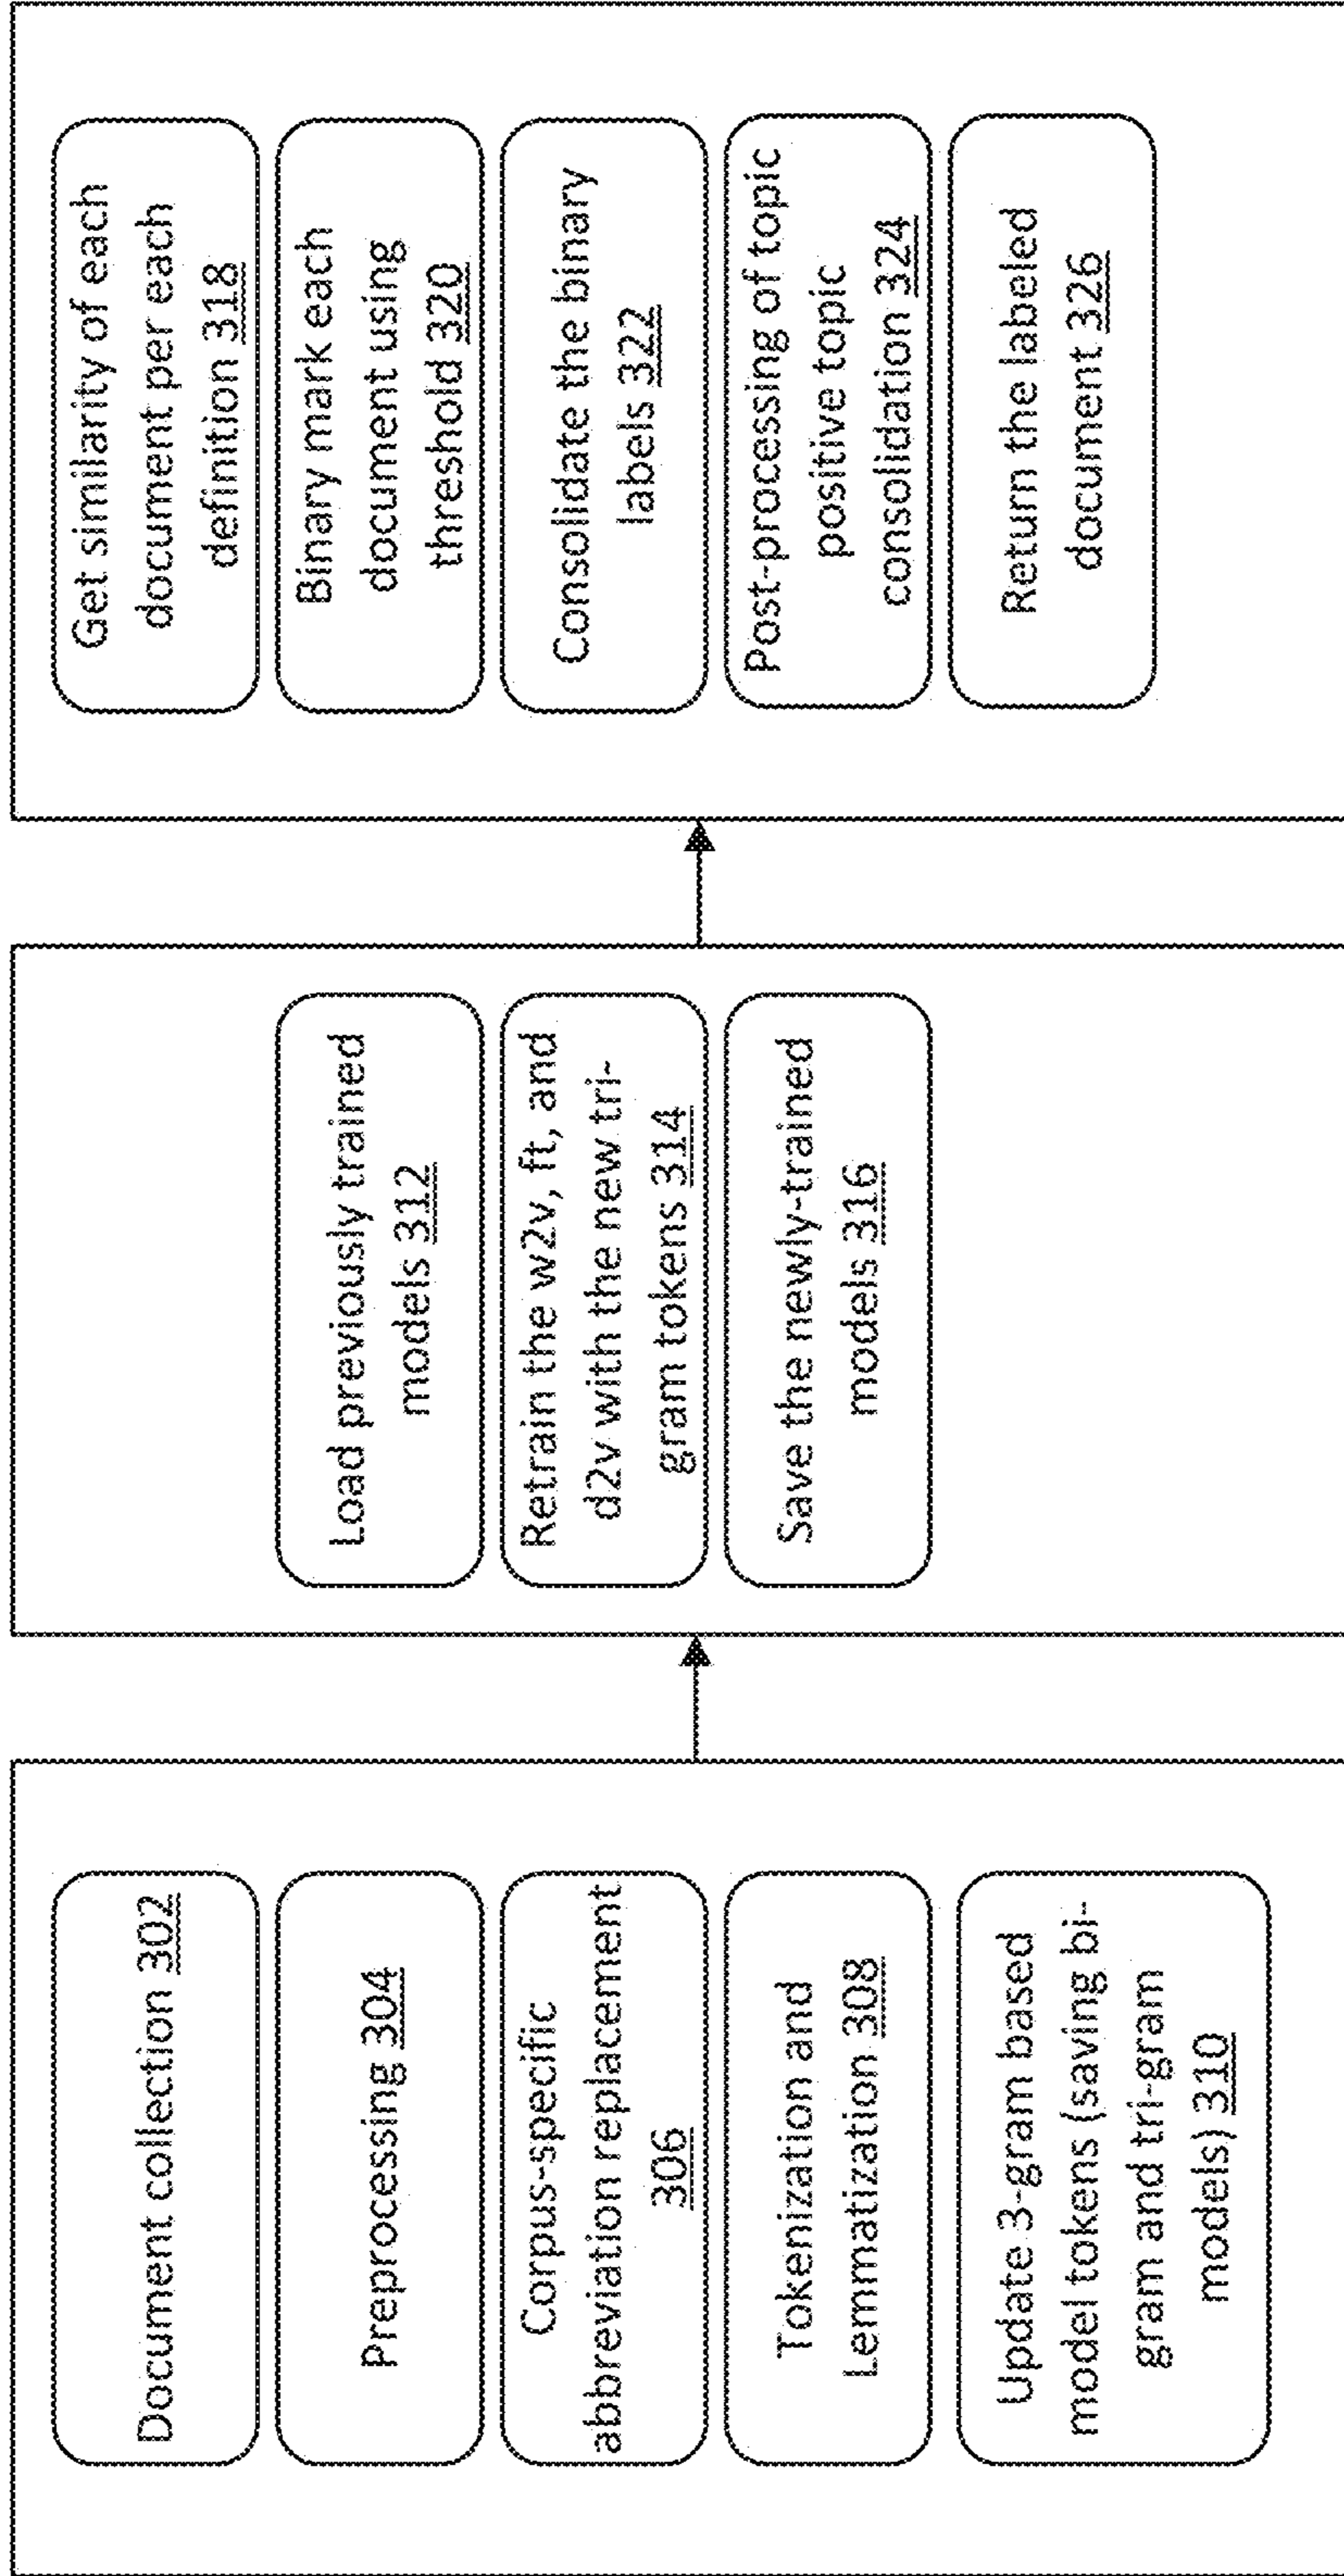 Document collection 302
Preprocessing 304
Corpus-specific
abbreviation replacement
306
Tokenization and
Lemmatization 308
Update 3-gram based
model tokens (saving bi-
gram and tri-gram
models) 310
Load previously trained
models 312
Retrain the w2v, ft, and
d2v with the new tri-
gram tokens 314
Save the newly-trained
models 316
Get similarity of each
document per each
definition 318
Binary mark each
document using
threshold 320
Consolidate the binary
labels 322
Post-processing of topic
positive topic
consolidation 324
Return the labeled
document 326